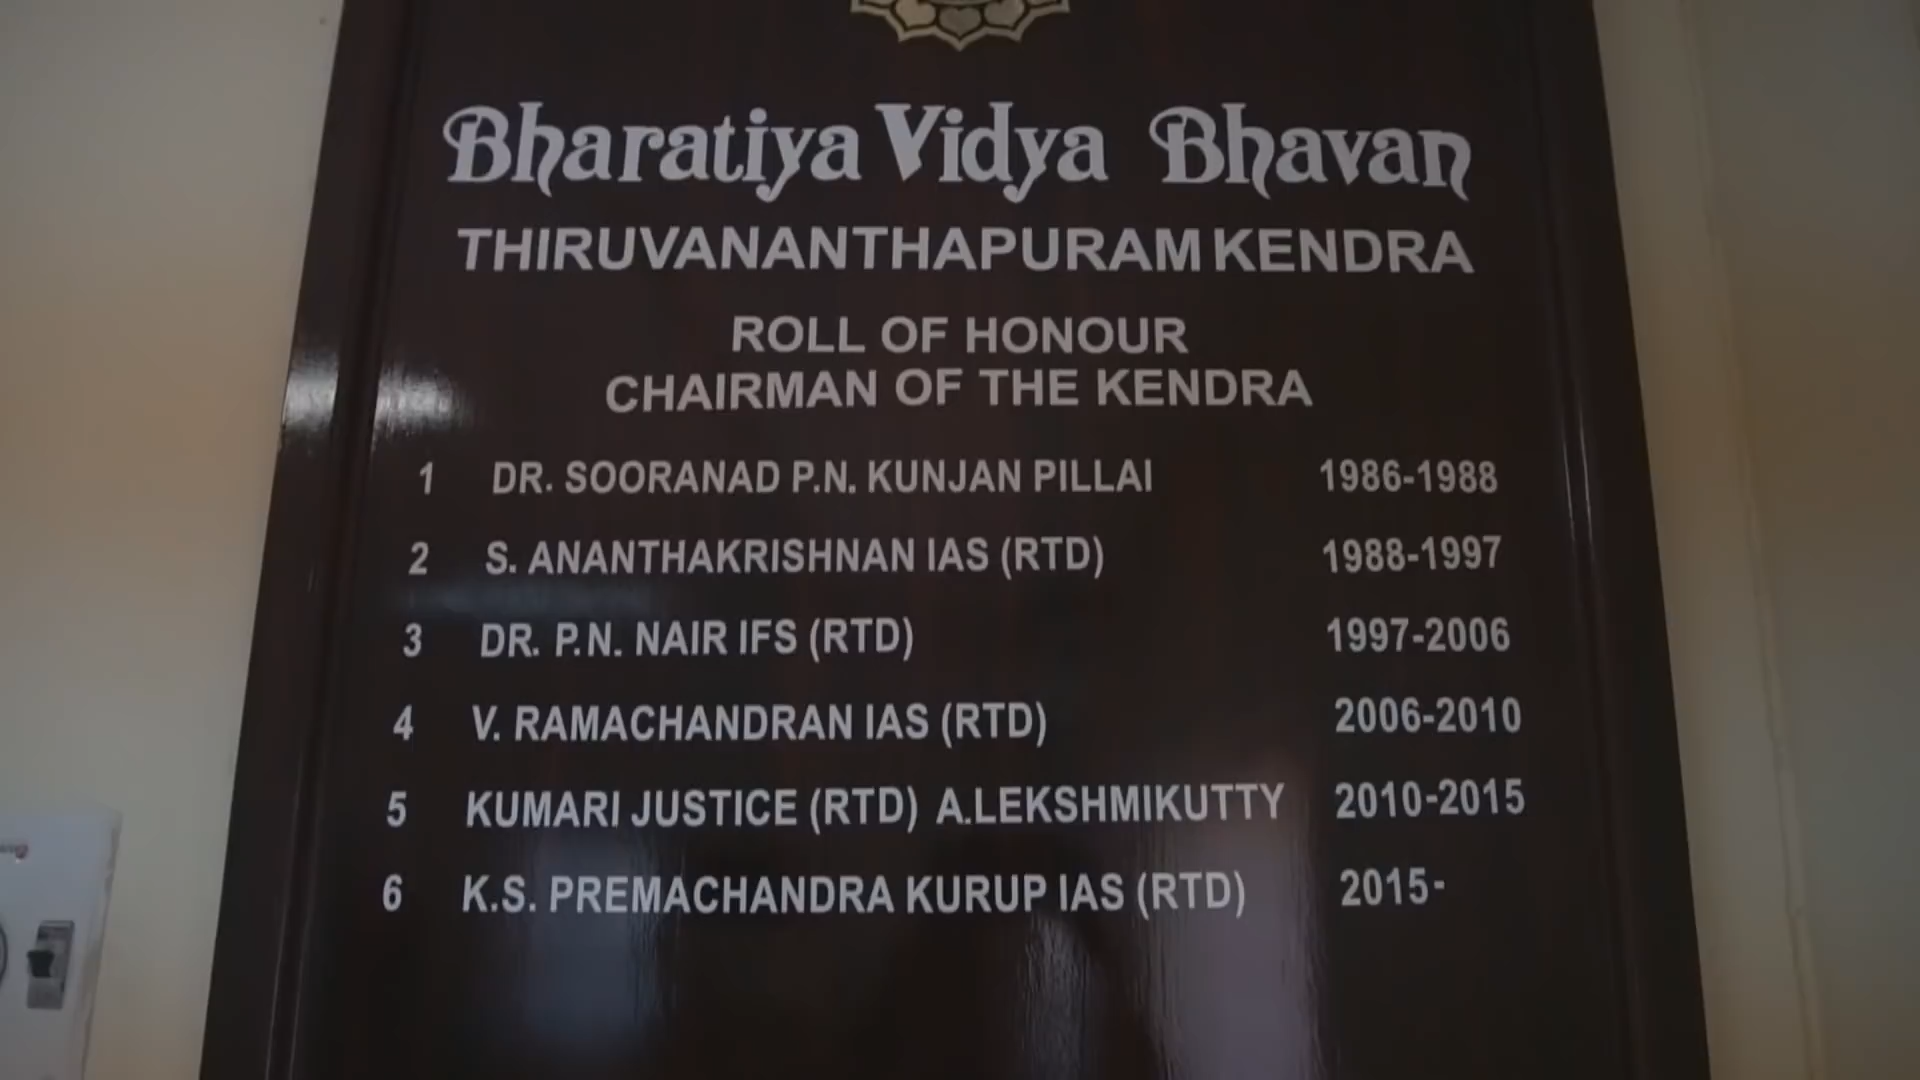 Bharatiya Vidya Bhavan
THIRUVANANTHAPURAM KENDRA
ROLL OF HONOUR
CHAIRMAN OF THE KENDRA
1 DR. SOORANAD P.N. KUNJAN PILLAI 1986-1988
2 S. ANANTHAKRISHNAN IAS (RTD) 1988-1997
3 DR. P.N. NAIR IFS (RTD) 1997-2006
4 V. RAMACHANDRAN IAS (RTD) 2006-2010
5 KUMARI JUSTICE (RTD) A.LEKSHMIKUTTY 2010-2015
6 K.S. PREMACHANDRA KURUP IAS (RTD) 2015-